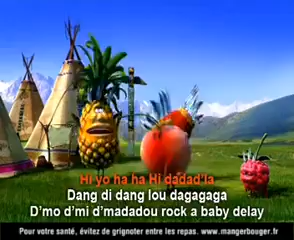 Hi yo ha ha Hi dadad'la
Dang di dang lou dagagaga
D'mo d'mi d'madadou rock a baby delay
Pour votre santé, évitez de grignoter entre les repas. www.mangerbouger.fr